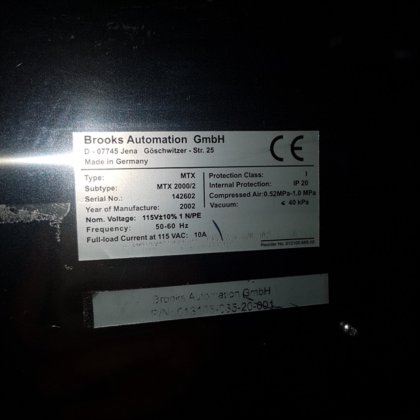 Brooks Automation GmbH
D - 07745 Jena Göschwitzer - Str. 25
Made in Germany
CE
Type: MTX
Subtype: MTX 2000/2
Serial No.: 142602
Year of Manufacture: 2002
Nom. Voltage: 115V±10% 1 N/PE
Frequency: 50-60 Hz
Full-load Current at 115 VAC: 10A
Protection Class: I
Internal Protection: IP 20
Compressed Air: 0.52MPa-1.0 MPa
Vacuum: ≤ 40 kPa
Reorder No.
Brooks Automation GmbH
P/N: